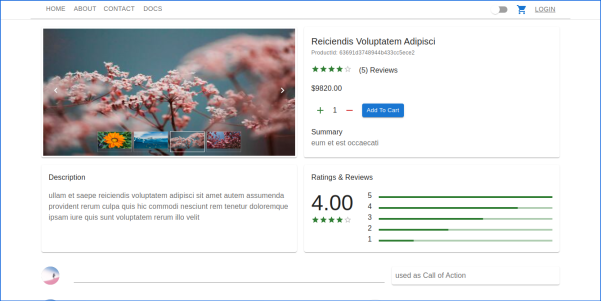 HOME ABOUT CONTACT DOCS LOGIN
Reiciendis Voluptatem Adipisci
ProductId: 63691d3748944b433cc5ece2
(5) Reviews
$9820.00
+ 1 − Add To Cart
Summary
eum et est occaecati
Description
ullam et saepe reiciendis voluptatem adipisci sit amet autem assumenda
provident rerum culpa quis hic commodi nesciunt rem tenetur doloremque
ipsam iure quis sunt voluptatem rerum illo velit
Ratings & Reviews
4.00
5
4
3
2
1
used as Call of Action